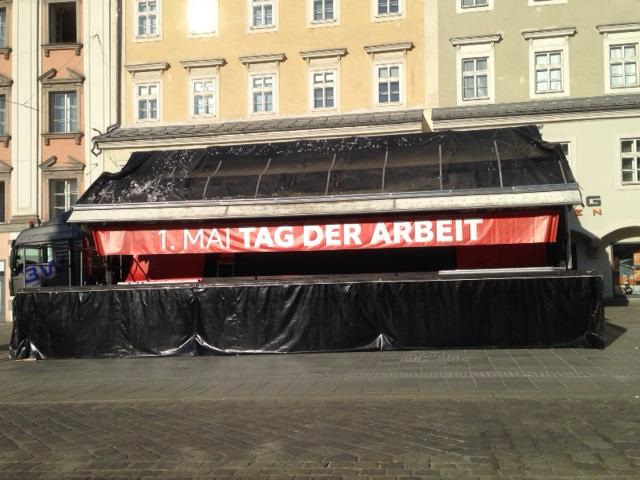 1. MAI TAG DER ARBEIT